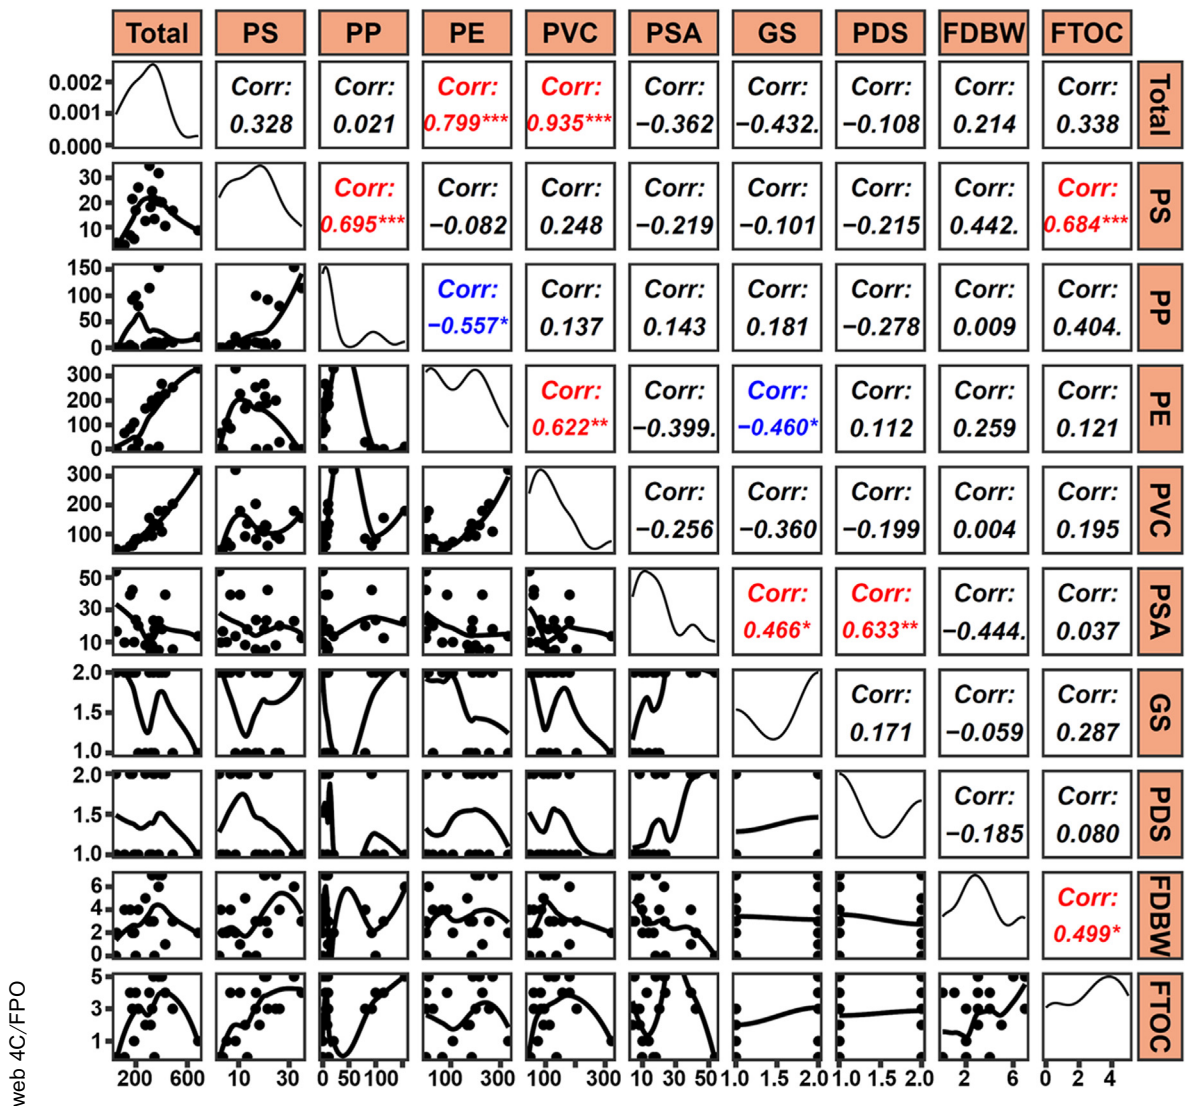 Total PS PP PE PVC PSA GS PDS FDBW FTOC
0.002
0.001
0.000
Corr: Corr: Corr: Corr: Corr: Corr: Corr: Corr: Corr:
0.328 0.021 0.799*** 0.935*** −0.362 −0.432. −0.108 0.214 0.338
Total
30
20
10
Corr: Corr: Corr: Corr: Corr: Corr: Corr: Corr:
0.695*** −0.082 0.248 −0.219 −0.101 −0.215 0.442. 0.684***
PS
150
100
50
0
Corr: Corr: Corr: Corr: Corr: Corr: Corr:
−0.557* 0.137 0.143 0.181 −0.278 0.009 0.404.
PP
300
200
100
0
Corr: Corr: Corr: Corr: Corr: Corr:
0.622** −0.399. −0.460* 0.112 0.259 0.121
PE
300
200
100
Corr: Corr: Corr: Corr: Corr:
−0.256 −0.360 −0.199 0.004 0.195
PVC
50
30
10
Corr: Corr: Corr: Corr:
0.466* 0.633** −0.444. 0.037
PSA
2.0
1.5
1.0
Corr: Corr: Corr:
0.171 −0.059 0.287
GS
2.0
1.5
1.0
Corr: Corr:
−0.185 0.080
PDS
6
4
2
0
Corr:
0.499*
FDBW
5
3
1
FTOC
200 600 10 30 0 50 100 100 300 100 300 10 30 50 1.0 1.5 2.0 1.0 1.5 2.0 2 6 0 2 4
web 4C/FPO